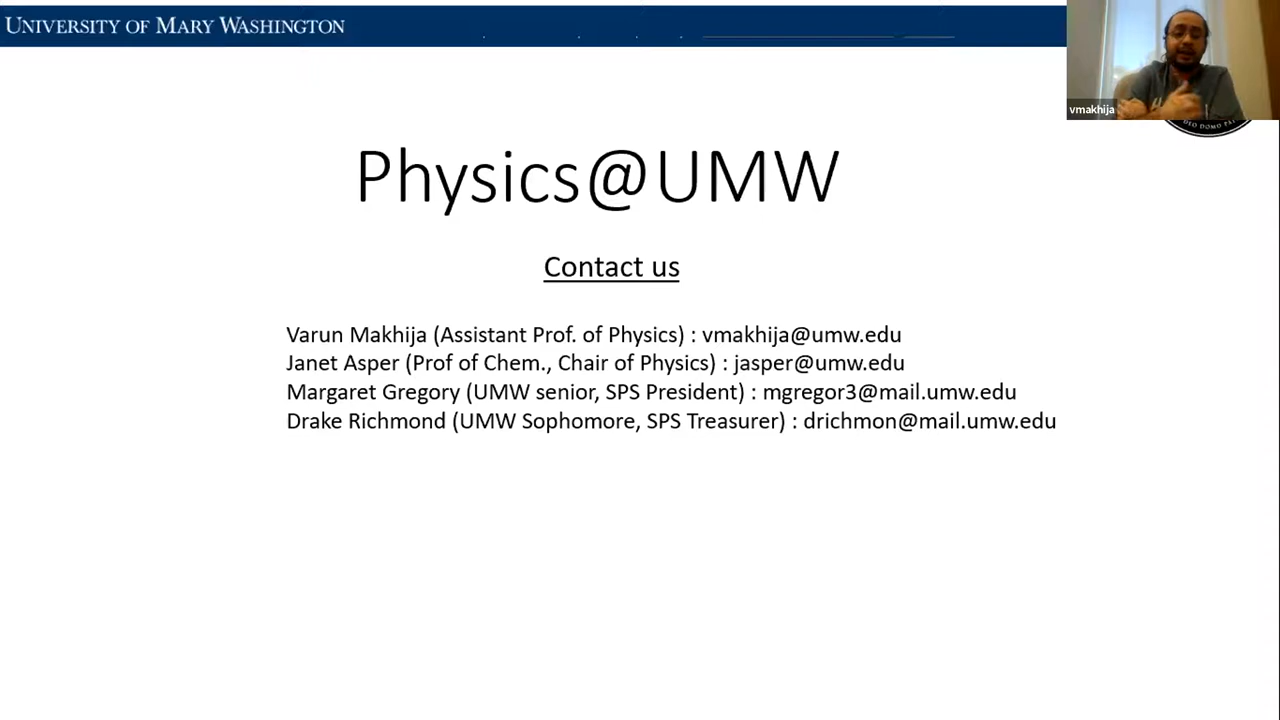 UNIVERSITY OF MARY WASHINGTON
vmakhija
Physics@UMW
Contact us
Varun Makhija (Assistant Prof. of Physics) : vmakhija@umw.edu
Janet Asper (Prof of Chem., Chair of Physics) : jasper@umw.edu
Margaret Gregory (UMW senior, SPS President) : mgregor3@mail.umw.edu
Drake Richmond (UMW Sophomore, SPS Treasurer) : drichmon@mail.umw.edu